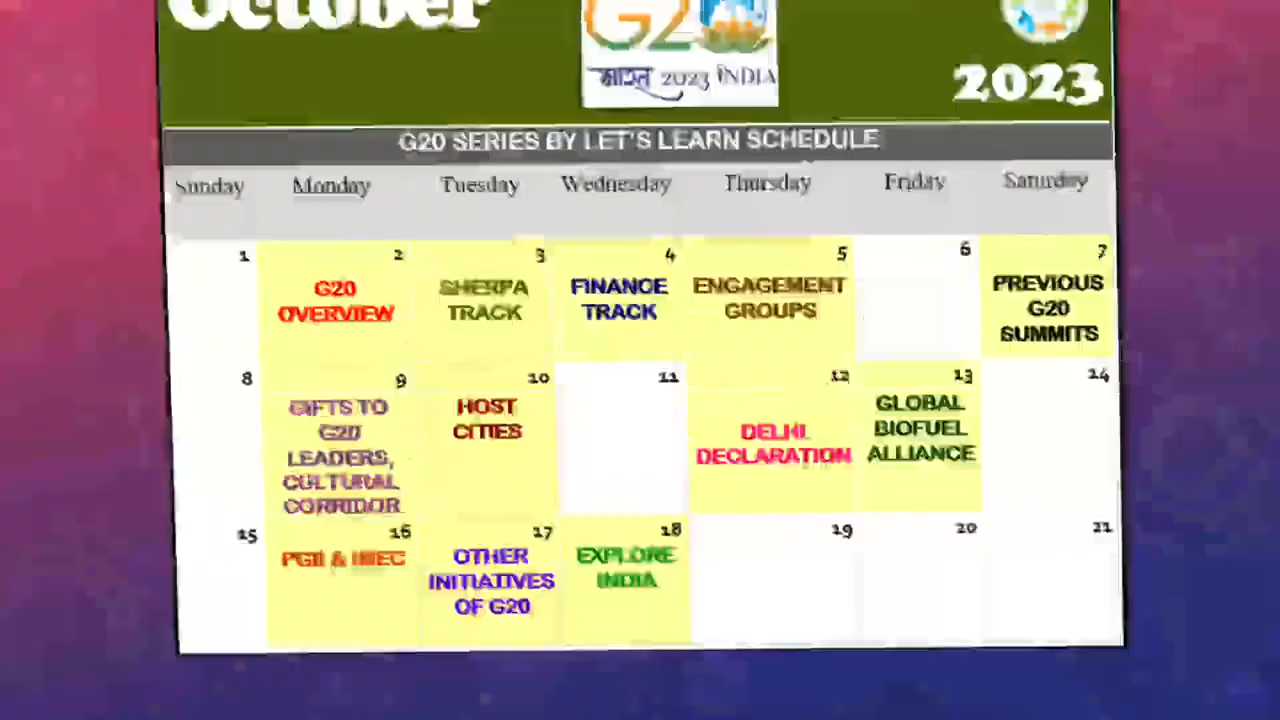 October
G20
भारत 2023 INDIA
2023
G20 SERIES BY LET'S LEARN SCHEDULE
Sunday Monday Tuesday Wednesday Thursday Friday Saturday
1 2 3 4 5 6 7
G20 OVERVIEW
SHERPA TRACK
FINANCE TRACK
ENGAGEMENT GROUPS
PREVIOUS G20 SUMMITS
8 9 10 11 12 13 14
GIFTS TO G20 LEADERS, CULTURAL CORRIDOR
HOST CITIES
DELHI DECLARATION
GLOBAL BIOFUEL ALLIANCE
15 16 17 18 19 20 21
PGII & IMEC
OTHER INITIATIVES OF G20
EXPLORE INDIA